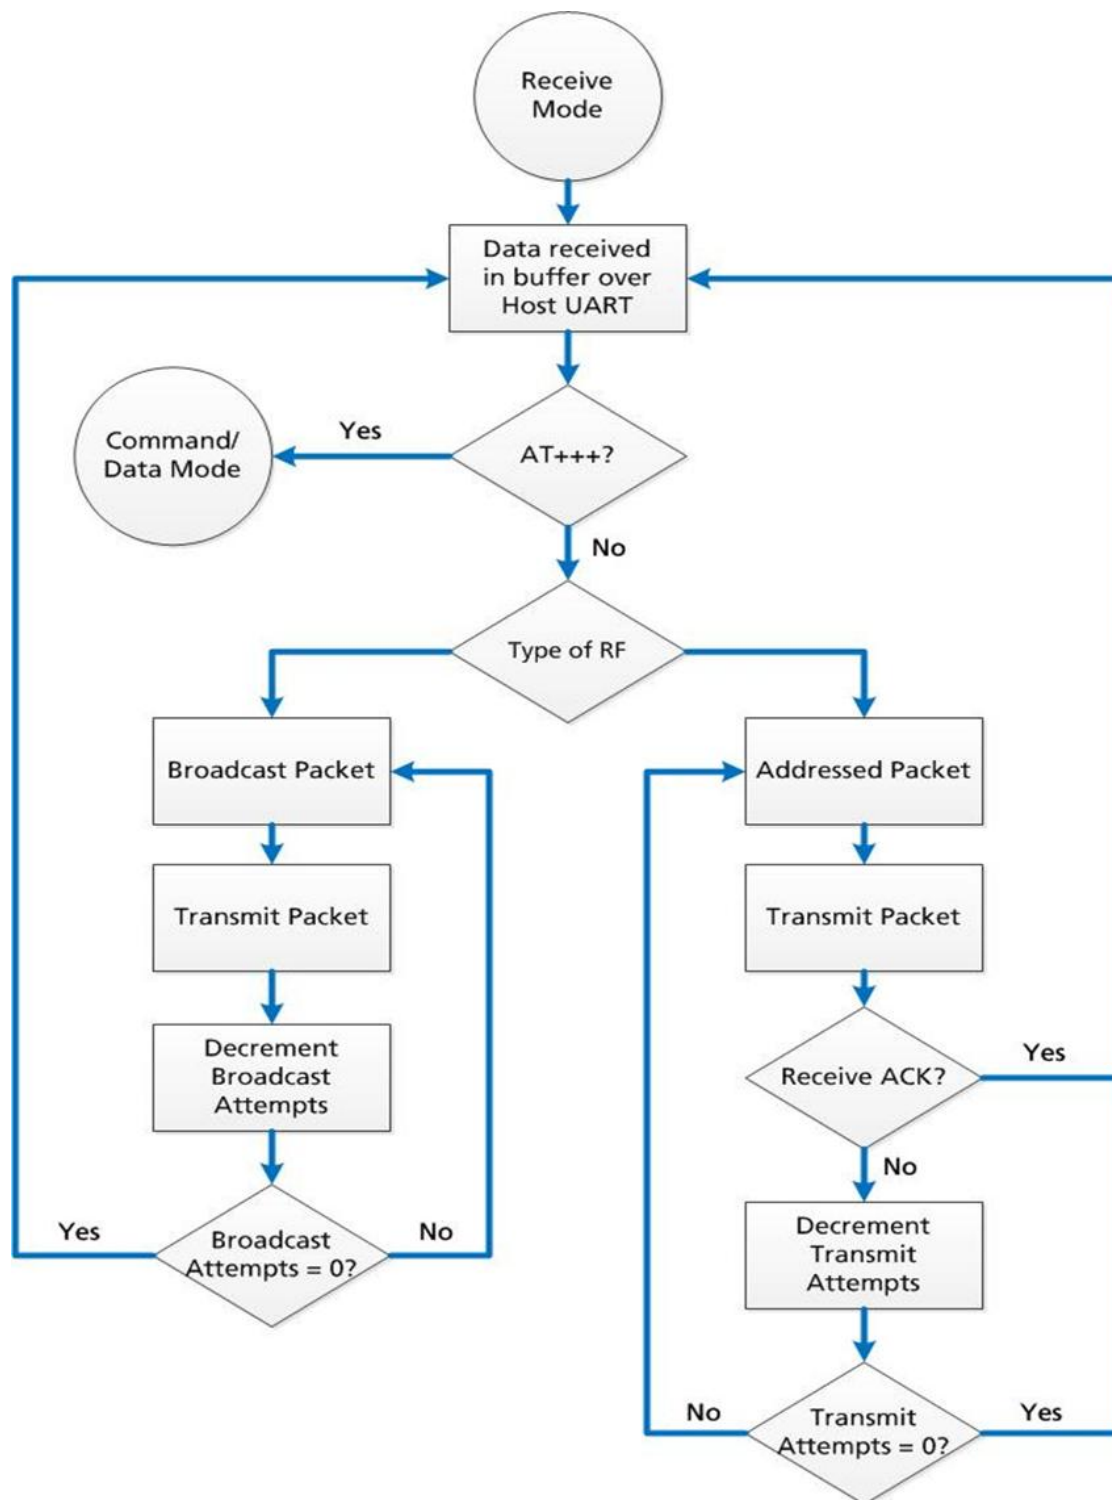 Receive
Mode
Data received
in buffer over
Host UART
Yes
AT+++?
Command/
Data Mode
No
Type of RF
Broadcast Packet
Addressed Packet
Transmit Packet
Transmit Packet
Decrement
Broadcast
Attempts
Receive ACK?
Yes
No
Yes
Broadcast
Attempts = 0?
No
Decrement
Transmit
Attempts
No
Transmit
Attempts = 0?
Yes